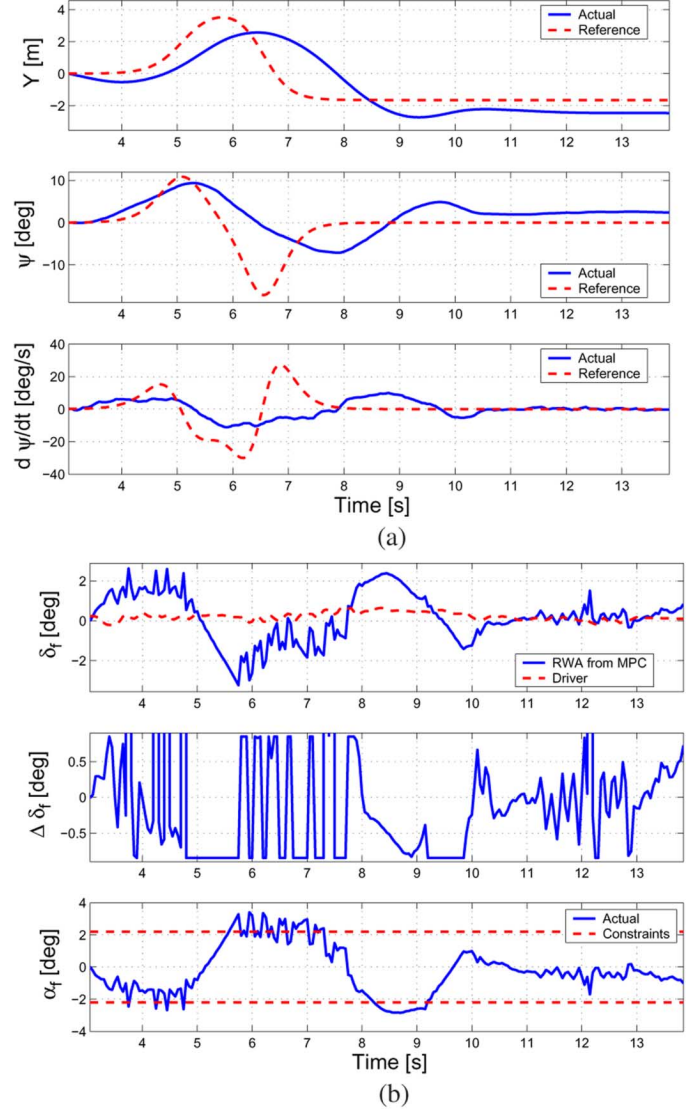 4
2
0
−2
Y [m]
Actual
Reference
4 5 6 7 8 9 10 11 12 13
10
0
−10
ψ [deg]
Actual
Reference
4 5 6 7 8 9 10 11 12 13
40
20
0
−20
−40
d ψ/dt [deg/s]
Actual
Reference
4 5 6 7 8 9 10 11 12 13
Time [s]
(a)
2
0
−2
δf [deg]
RWA from MPC
Driver
4 5 6 7 8 9 10 11 12 13
0.5
0
−0.5
Δ δf [deg]
4 5 6 7 8 9 10 11 12 13
4
2
0
−2
−4
αf [deg]
Actual
Constraints
4 5 6 7 8 9 10 11 12 13
Time [s]
(b)